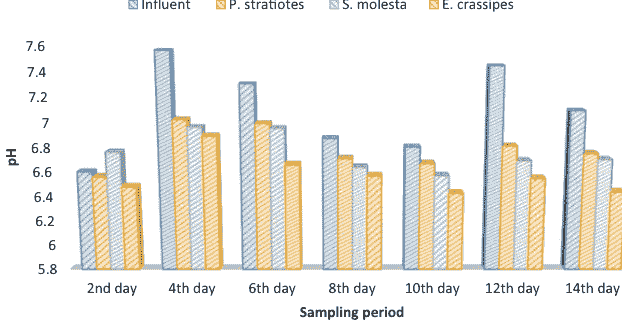 Influent P. stratiotes S. molesta E. crassipes
7.6
7.4
7.2
7
6.8
6.6
6.4
6.2
6
5.8
pH
2nd day 4th day 6th day 8th day 10th day 12th day 14th day
Sampling period